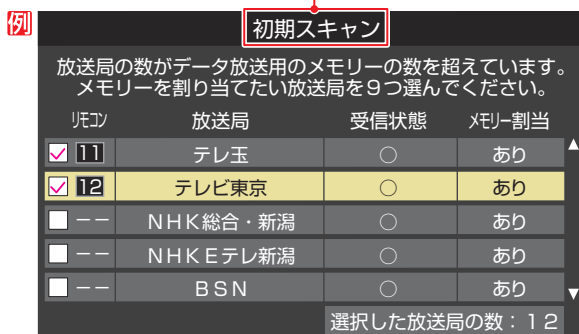 例
初期スキャン
放送局の数がデータ放送用のメモリーの数を超えています。
メモリーを割り当てたい放送局を9つ選んでください。
リモコン 放送局 受信状態 メモリー割当
11 テレ玉 ○ あり
12 テレビ東京 ○ あり
−− NHK総合・新潟 ○ あり
−− NHKEテレ新潟 ○ あり
−− BSN ○ あり
選択した放送局の数：12